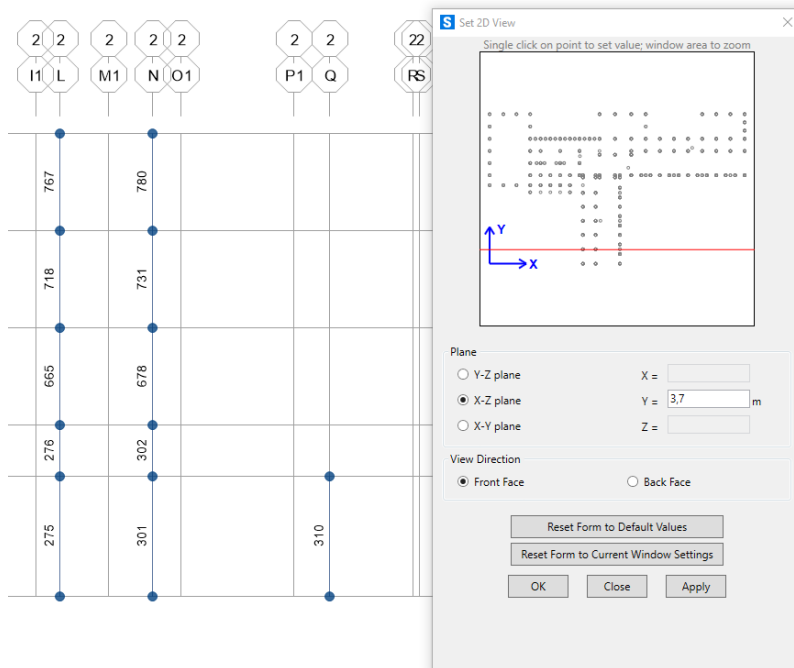 2 2 2 2 2 2 2 22
I1 L M1 N O1 P1 Q R S
767 780
718 731
665 678
276 302
275 301 310
S Set 2D View
Single click on point to set value; window area to zoom
Y
X
Plane
Y-Z plane X =
X-Z plane Y = 3,7 m
X-Y plane Z =
View Direction
Front Face Back Face
Reset Form to Default Values
Reset Form to Current Window Settings
OK Close Apply